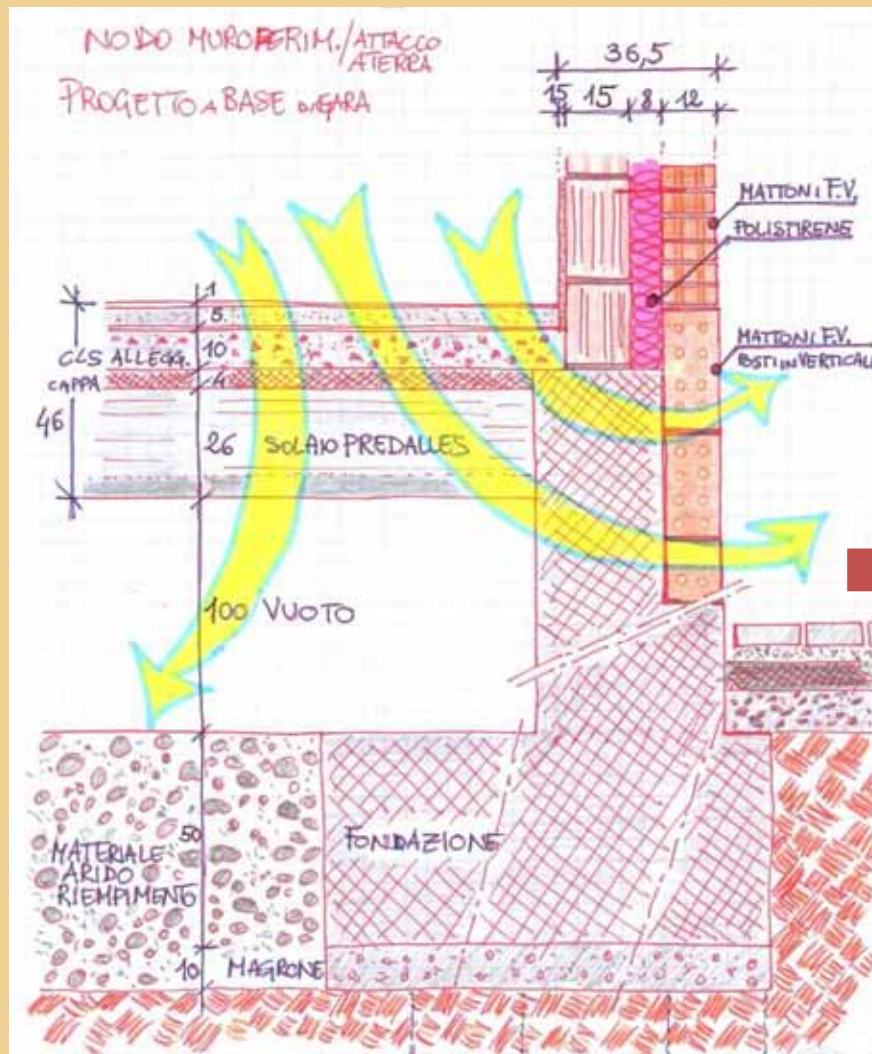 NODO MURO PERIM./ATTACCO
A TERRA
PROGETTO A BASE DI GARA
36,5
15 15 8 12
MATTONI F.V.
POLISTIRENE
MATTONI F.V.
POSTI IN VERTICALE
1
5
CLS ALLEGG. 10
CAPPA 4
46
26 SOLAIO PREDALLES
100 VUOTO
50
MATERIALE
ARIDO
RIEMPIMENTO
FONDAZIONE
10 MAGRONE